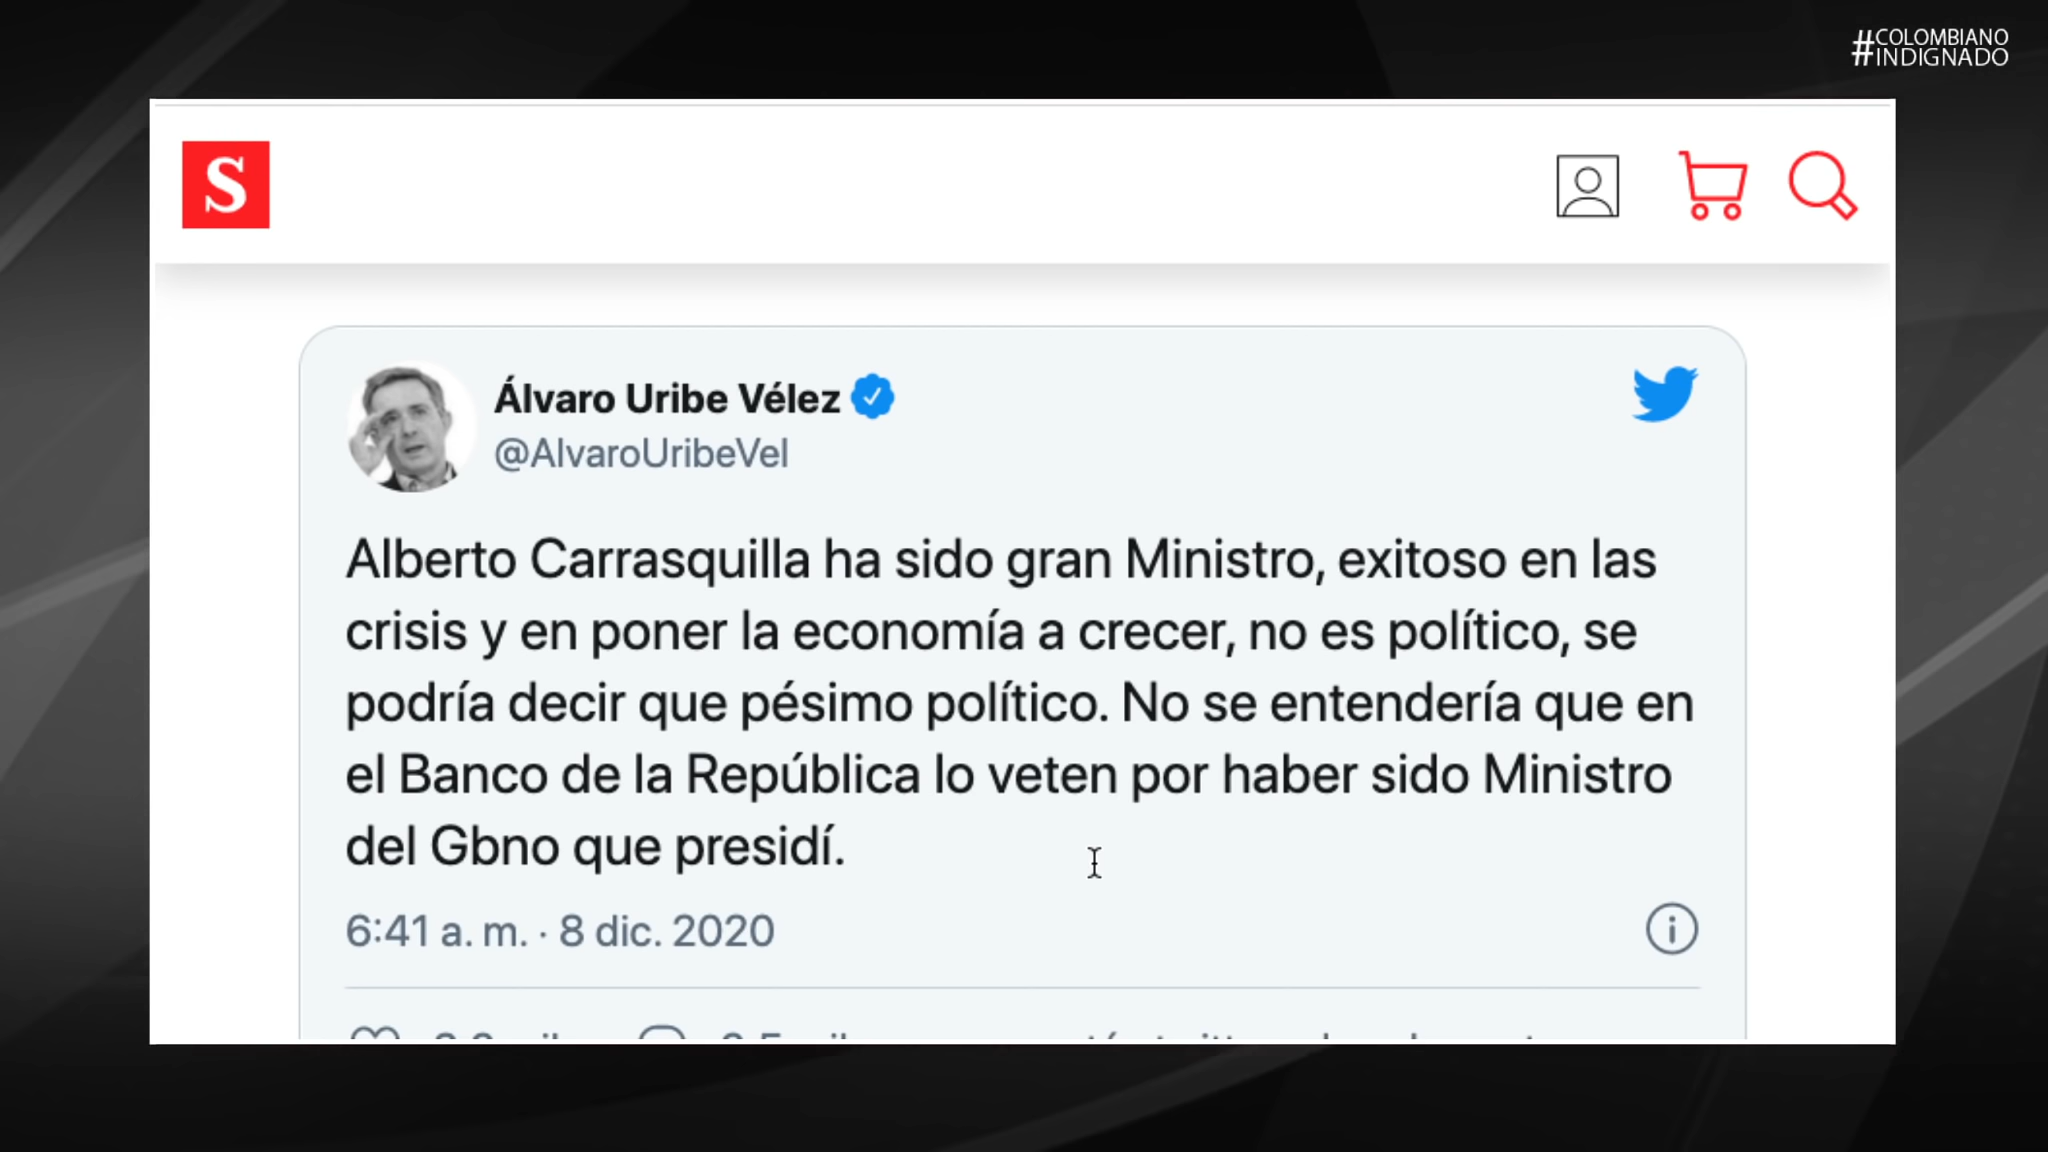 #COLOMBIANO
INDIGNADO
S
Álvaro Uribe Vélez
@AlvaroUribeVel
Alberto Carrasquilla ha sido gran Ministro, exitoso en las
crisis y en poner la economía a crecer, no es político, se
podría decir que pésimo político. No se entendería que en
el Banco de la República lo veten por haber sido Ministro
del Gbno que presidí.
6:41 a. m. · 8 dic. 2020